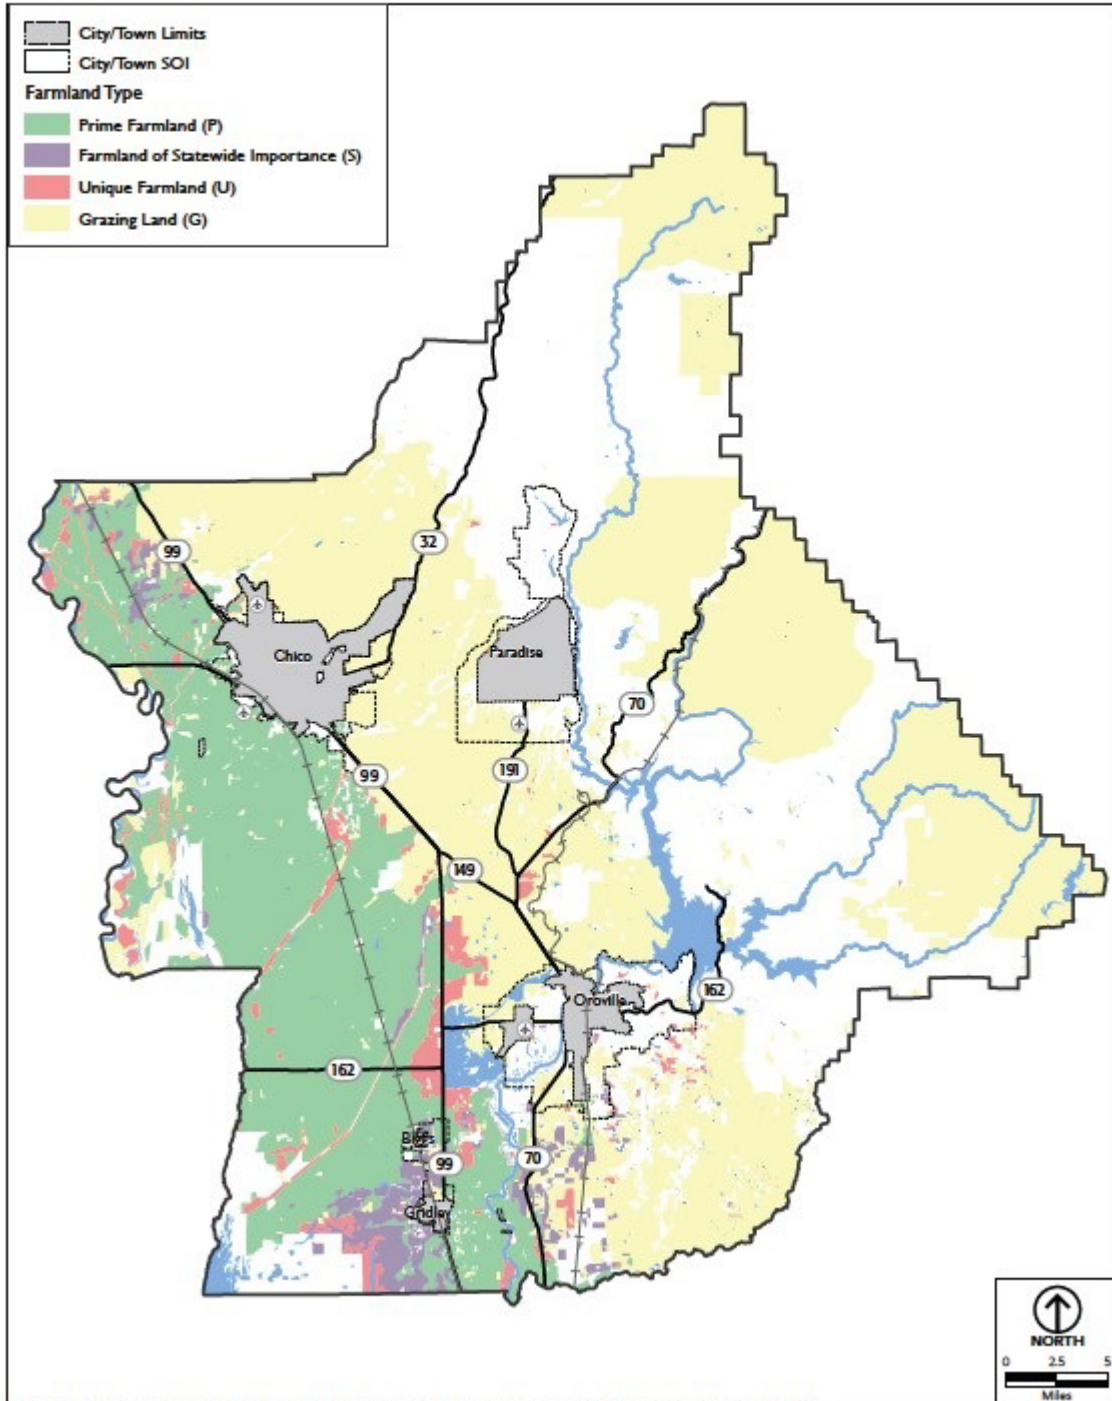 City/Town Limits
City/Town SOI
Farmland Type
Prime Farmland (P)
Farmland of Statewide Importance (S)
Unique Farmland (U)
Grazing Land (G)
32
99
Chico
Paradise
70
99
191
149
162
Oroville
162
Biggs
99
70
Gridley
NORTH
0 2.5 5
Miles